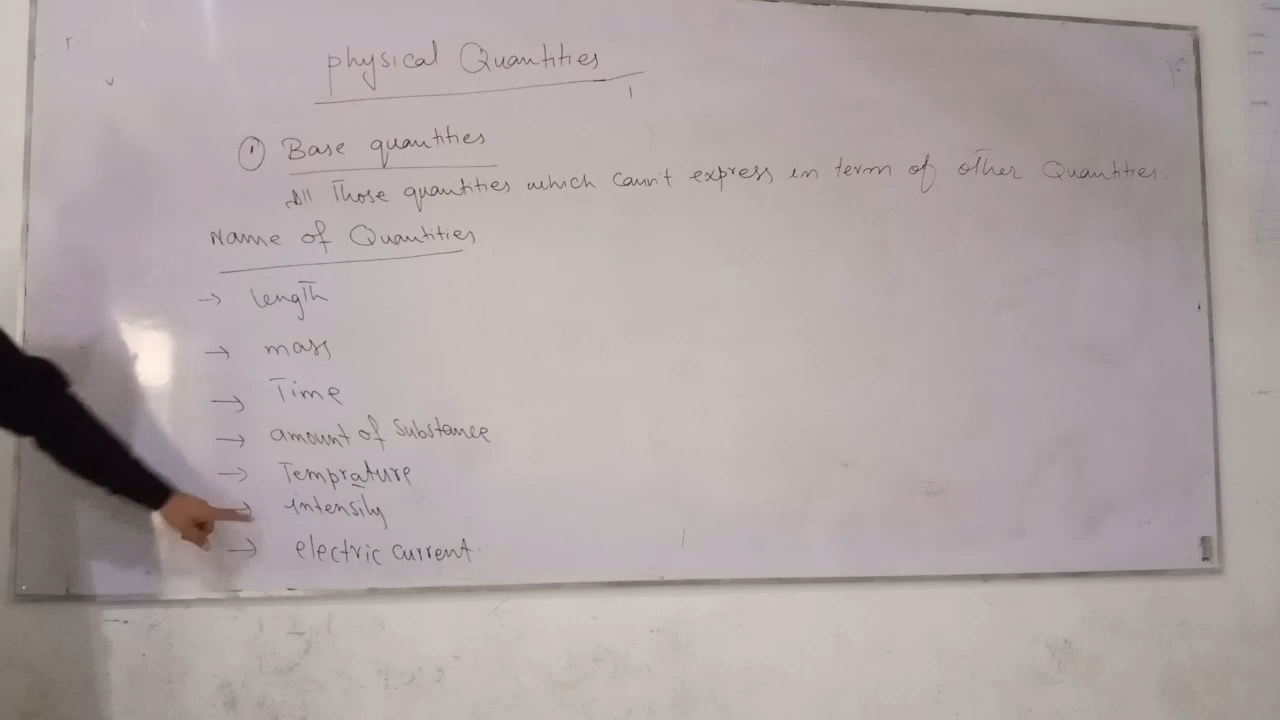 physical Quantities
① Base quantities
All Those quantities which can't express in term of other Quantities.
Name of Quantities
→ length
→ mass
→ Time
→ amount of Substance
→ Temprature
→ intensity
→ electric current